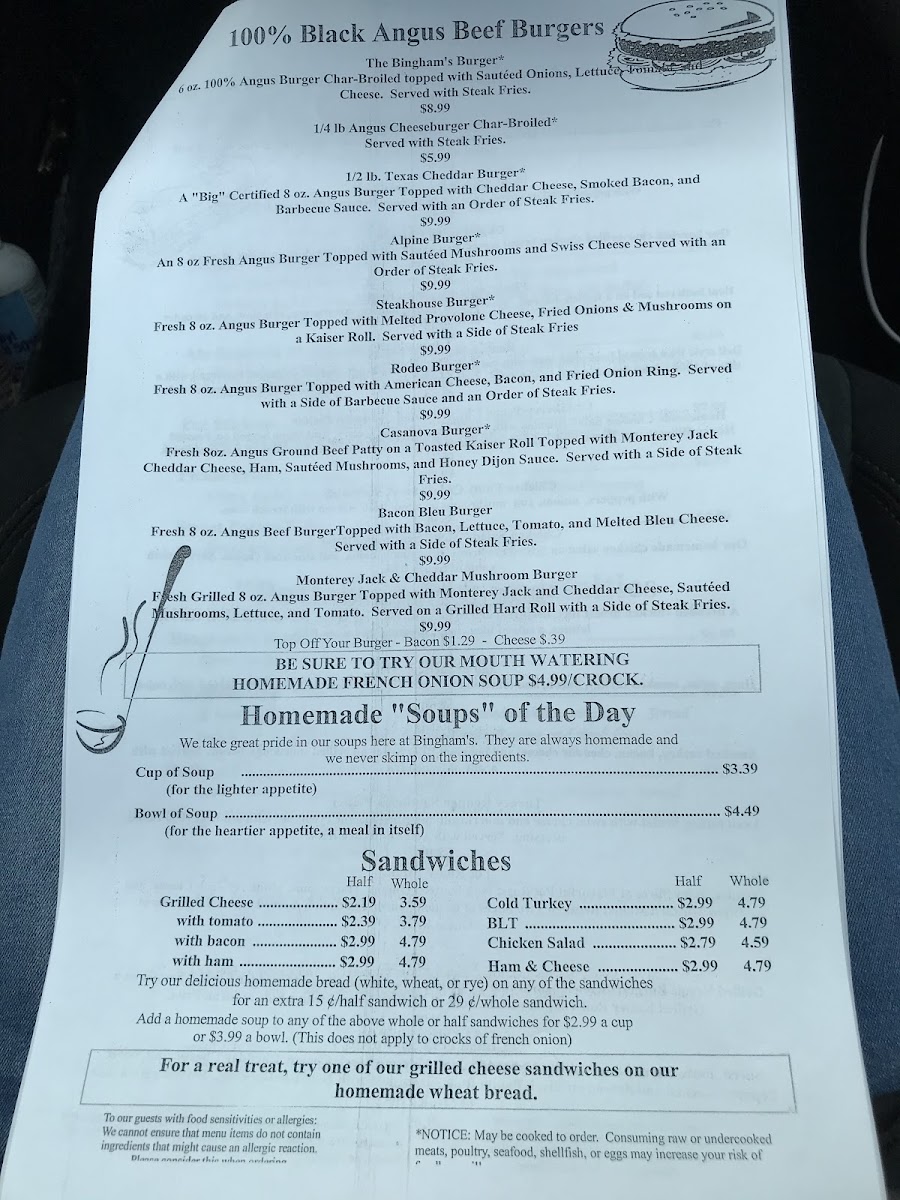 100% Black Angus Beef Burgers
The Bingham's Burger*
6 oz. 100% Angus Burger Char-Broiled topped with Sautéed Onions, Lettuce, Tomato and
Cheese. Served with Steak Fries.
$8.99
1/4 lb Angus Cheeseburger Char-Broiled*
Served with Steak Fries.
$5.99
1/2 lb. Texas Cheddar Burger*
A "Big" Certified 8 oz. Angus Burger Topped with Cheddar Cheese, Smoked Bacon, and
Barbecue Sauce. Served with an Order of Steak Fries.
$9.99
Alpine Burger*
An 8 oz Fresh Angus Burger Topped with Sautéed Mushrooms and Swiss Cheese Served with an
Order of Steak Fries.
$9.99
Steakhouse Burger*
Fresh 8 oz. Angus Burger Topped with Melted Provolone Cheese, Fried Onions & Mushrooms on
a Kaiser Roll. Served with a Side of Steak Fries
$9.99
Rodeo Burger*
Fresh 8 oz. Angus Burger Topped with American Cheese, Bacon, and Fried Onion Ring. Served
with a Side of Barbecue Sauce and an Order of Steak Fries.
$9.99
Casanova Burger*
Fresh 8oz. Angus Ground Beef Patty on a Toasted Kaiser Roll Topped with Monterey Jack
Cheddar Cheese, Ham, Sautéed Mushrooms, and Honey Dijon Sauce. Served with a Side of Steak
Fries.
$9.99
Bacon Bleu Burger
Fresh 8 oz. Angus Beef BurgerTopped with Bacon, Lettuce, Tomato, and Melted Bleu Cheese.
Served with a Side of Steak Fries.
$9.99
Monterey Jack & Cheddar Mushroom Burger
Fresh Grilled 8 oz. Angus Burger Topped with Monterey Jack and Cheddar Cheese, Sautéed
Mushrooms, Lettuce, and Tomato. Served on a Grilled Hard Roll with a Side of Steak Fries.
$9.99
Top Off Your Burger - Bacon $1.29 - Cheese $.39
BE SURE TO TRY OUR MOUTH WATERING
HOMEMADE FRENCH ONION SOUP $4.99/CROCK.
Homemade "Soups" of the Day
We take great pride in our soups here at Bingham's. They are always homemade and
we never skimp on the ingredients.
Cup of Soup ........ $3.39
(for the lighter appetite)
Bowl of Soup ........ $4.49
(for the heartier appetite, a meal in itself)
Sandwiches
Half Whole Half Whole
Grilled Cheese ........ $2.19 3.59 Cold Turkey ........ $2.99 4.79
with tomato ........ $2.39 3.79 BLT ........ $2.99 4.79
with bacon ........ $2.99 4.79 Chicken Salad ........ $2.79 4.59
with ham ........ $2.99 4.79 Ham & Cheese ........ $2.99 4.79
Try our delicious homemade bread (white, wheat, or rye) on any of the sandwiches
for an extra 15 ¢/half sandwich or 29 ¢/whole sandwich.
Add a homemade soup to any of the above whole or half sandwiches for $2.99 a cup
or $3.99 a bowl. (This does not apply to crocks of french onion)
For a real treat, try one of our grilled cheese sandwiches on our
homemade wheat bread.
To our guests with food sensitivities or allergies:
We cannot ensure that menu items do not contain
ingredients that might cause an allergic reaction.
Please consider this when ordering
*NOTICE: May be cooked to order. Consuming raw or undercooked
meats, poultry, seafood, shellfish, or eggs may increase your risk of